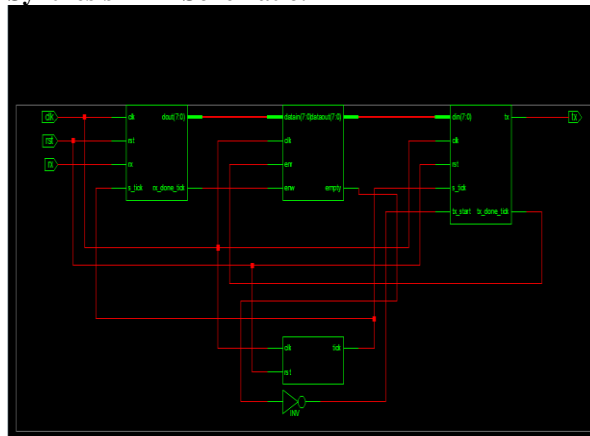 clk
rst
rx
clk
rst
rx
s_tick
dout(7:0)
rx_done_tick
datain(7:0)
dataout(7:0)
clk
enr
enw
empty
din(7:0)
clk
rst
s_tick
tx_start
tx
tx_done_tick
tx
clk
rst
tick
INV